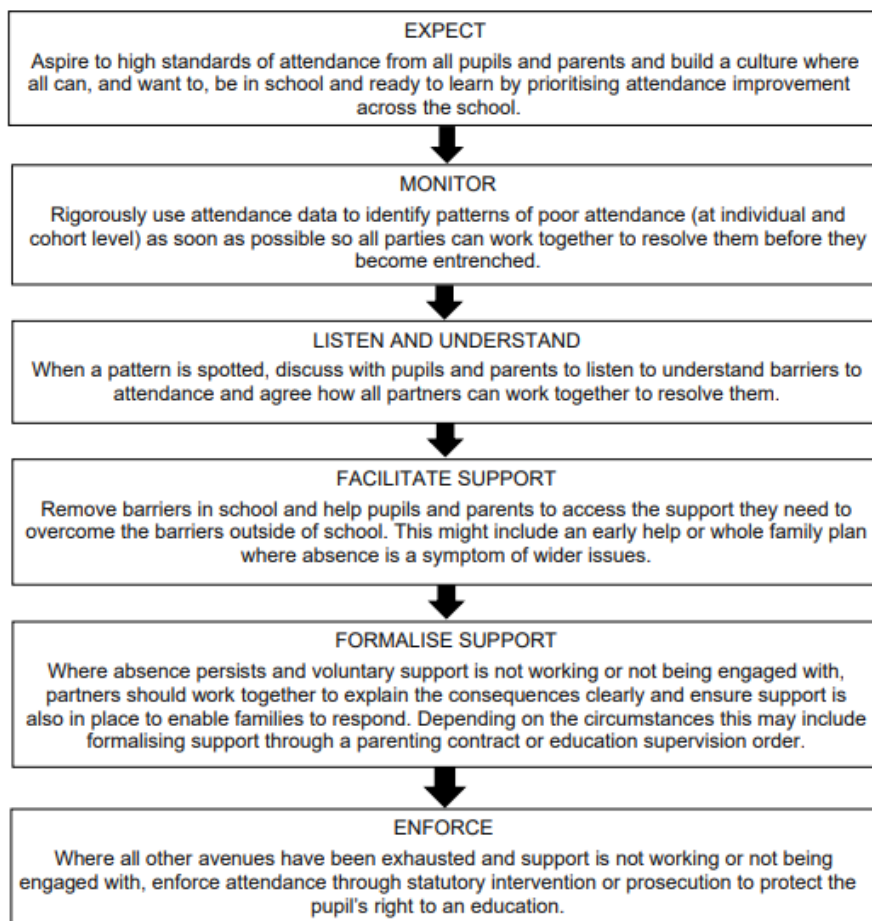 EXPECT
Aspire to high standards of attendance from all pupils and parents and build a culture where
all can, and want to, be in school and ready to learn by prioritising attendance improvement
across the school.
MONITOR
Rigorously use attendance data to identify patterns of poor attendance (at individual and
cohort level) as soon as possible so all parties can work together to resolve them before they
become entrenched.
LISTEN AND UNDERSTAND
When a pattern is spotted, discuss with pupils and parents to listen to understand barriers to
attendance and agree how all partners can work together to resolve them.
FACILITATE SUPPORT
Remove barriers in school and help pupils and parents to access the support they need to
overcome the barriers outside of school. This might include an early help or whole family plan
where absence is a symptom of wider issues.
FORMALISE SUPPORT
Where absence persists and voluntary support is not working or not being engaged with,
partners should work together to explain the consequences clearly and ensure support is
also in place to enable families to respond. Depending on the circumstances this may include
formalising support through a parenting contract or education supervision order.
ENFORCE
Where all other avenues have been exhausted and support is not working or not being
engaged with, enforce attendance through statutory intervention or prosecution to protect the
pupil's right to an education.